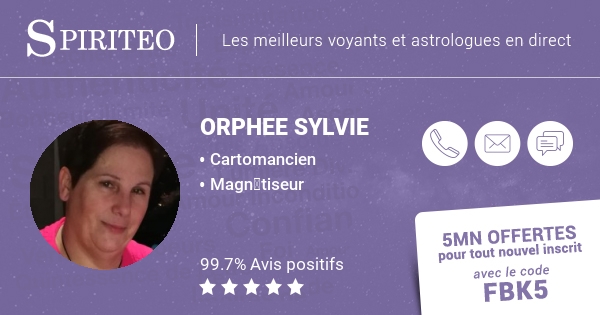 SPIRITEO
Les meilleurs voyants et astrologues en direct
ORPHEE SYLVIE
• Cartomancien
• Magn▯tiseur
99.7% Avis positifs
5MN OFFERTES
pour tout nouvel inscrit
avec le code
FBK5